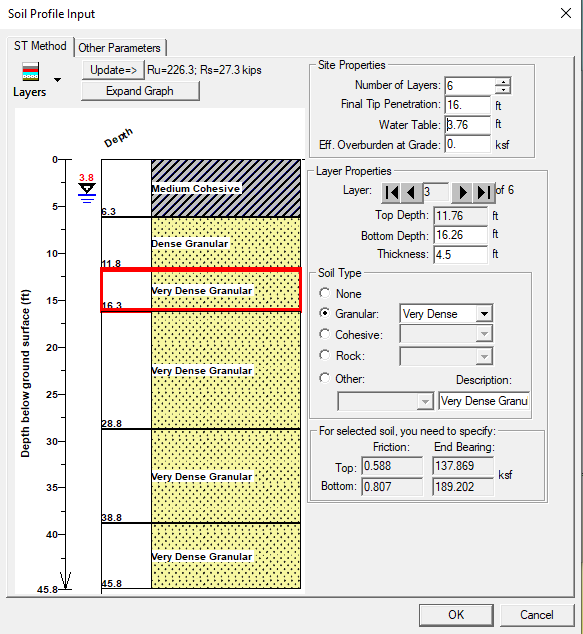 Soil Profile Input
ST Method
Other Parameters
Layers
Update=>
Ru=226.3; Rs=27.3 kips
Expand Graph
Depth
Depth below ground surface (ft)
0
3.8
Medium Cohesive
5
6.3
Dense Granular
10
11.8
Very Dense Granular
15
16.3
20
Very Dense Granular
25
28.8
30
Very Dense Granular
35
38.8
40
Very Dense Granular
45.8
45.8
Site Properties
Number of Layers: 6
Final Tip Penetration: 16. ft
Water Table: 3.76 ft
Eff. Overburden at Grade: 0. ksf
Layer Properties
Layer: 3 of 6
Top Depth: 11.76 ft
Bottom Depth: 16.26 ft
Thickness: 4.5 ft
Soil Type
None
Granular: Very Dense
Cohesive:
Rock:
Other:
Description:
Very Dense Granul
For selected soil, you need to specify:
Friction: End Bearing:
Top: 0.588 137.869
ksf
Bottom: 0.807 189.202
OK
Cancel